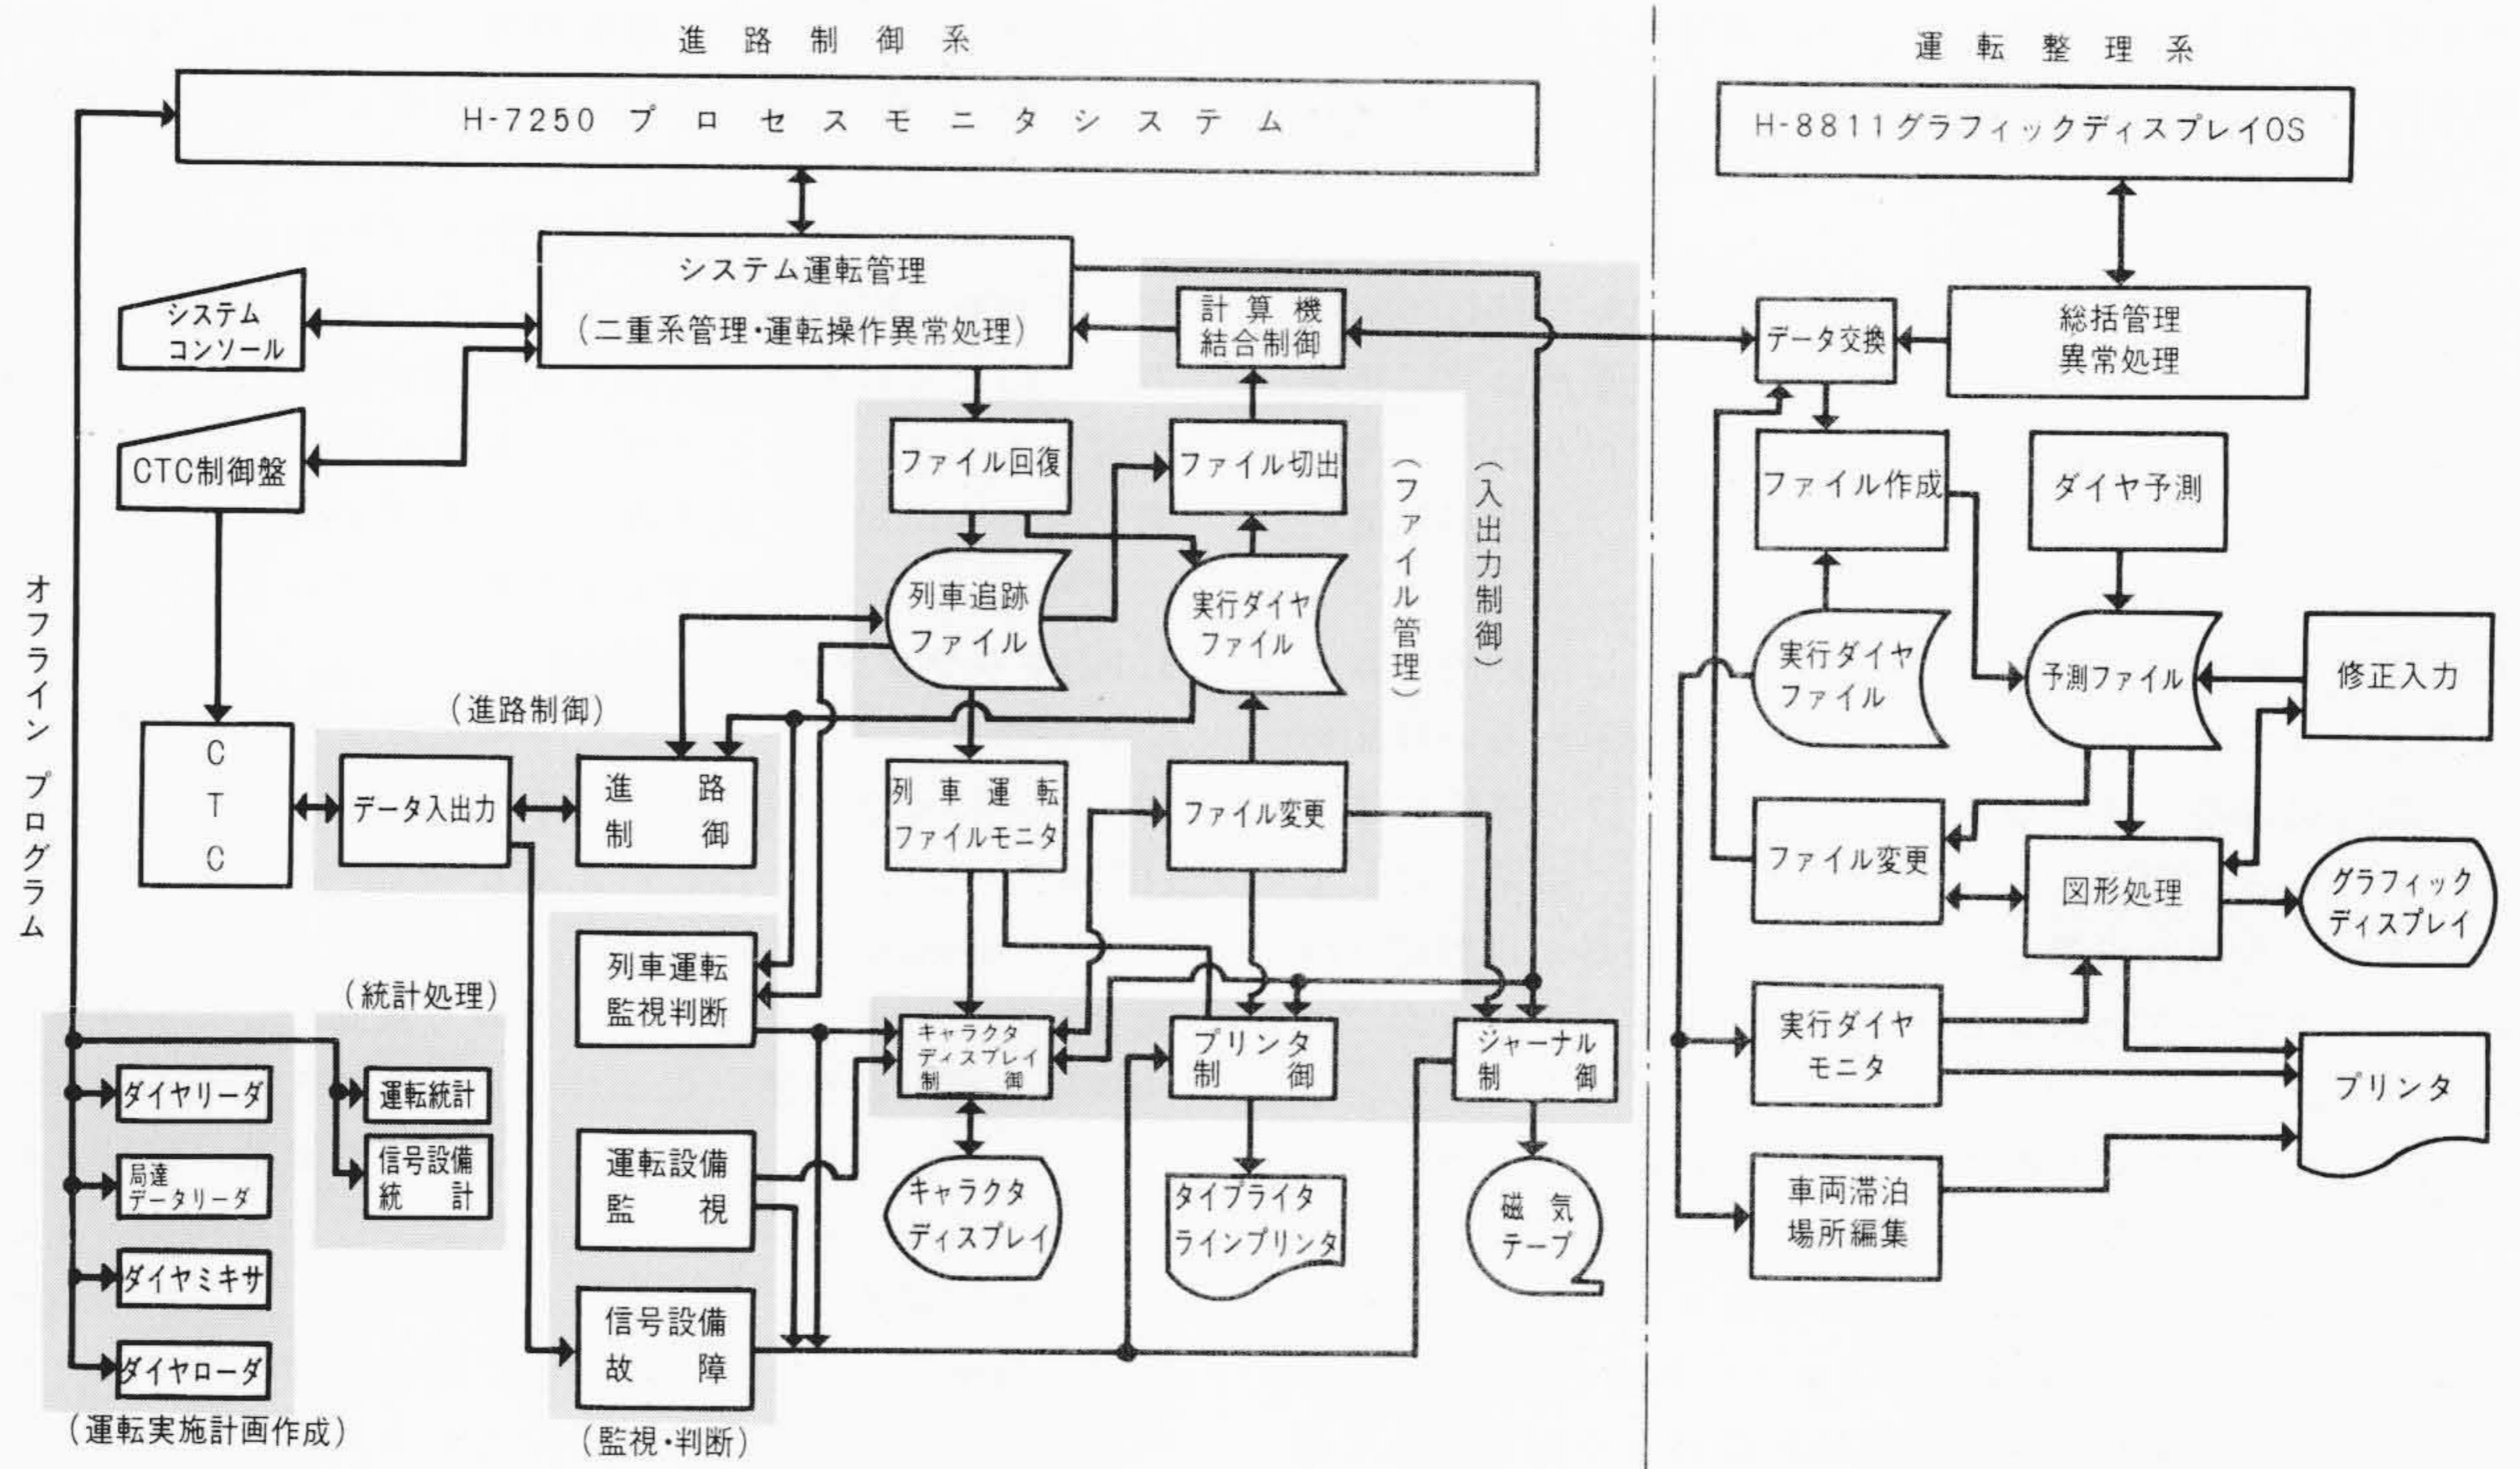 進路制御系
H-7250 プロセスモニタシステム
システム運転管理
(二重系管理・運転操作異常処理)
システム
コンソール
CTC制御盤
計算機
結合制御
ファイル回復
ファイル切出
列車追跡
ファイル
実行ダイヤ
ファイル
(ファイル管理)
(入出力制御)
オフライン プログラム
(進路制御)
C
T
C
データ入出力
進路
制御
列車運転
ファイルモニタ
ファイル変更
列車運転
監視判断
(統計処理)
キャラクタ
ディスプレイ
制御
プリンタ
制御
ジャーナル
制御
ダイヤリーダ
局達
データリーダ
ダイヤミキサ
ダイヤローダ
(運転実施計画作成)
運転統計
信号設備
統計
運転設備
監視
信号設備
故障
(監視・判断)
キャラクタ
ディスプレイ
タイプライタ
ラインプリンタ
磁気
テープ
運転整理系
H-8811グラフィックディスプレイOS
データ交換
総括管理
異常処理
ファイル作成
ダイヤ予測
実行ダイヤ
ファイル
予測ファイル
修正入力
ファイル変更
図形処理
グラフィック
ディスプレイ
実行ダイヤ
モニタ
プリンタ
車両滞泊
場所編集